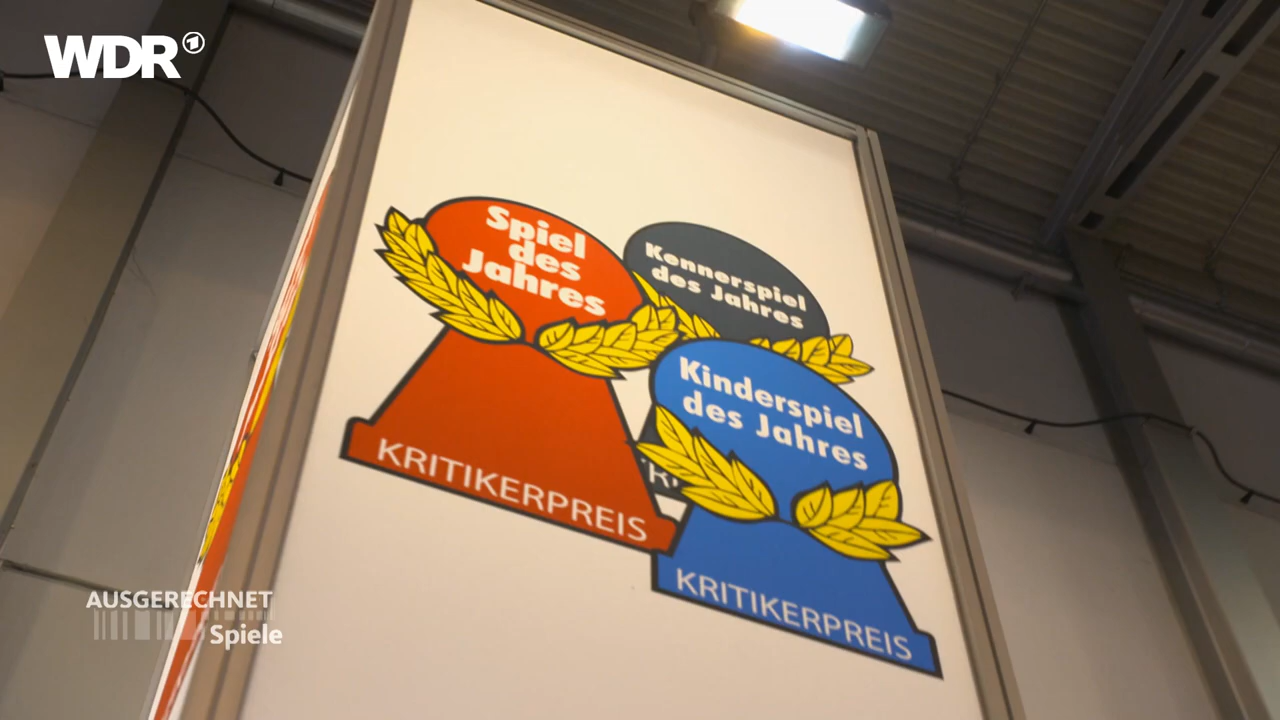 WDR
Spiel
des
Jahres
Kennerspiel
des Jahres
Kinderspiel
des Jahres
KRITIKERPREIS
KRITIKERPREIS
AUSGERECHNET
Spiele